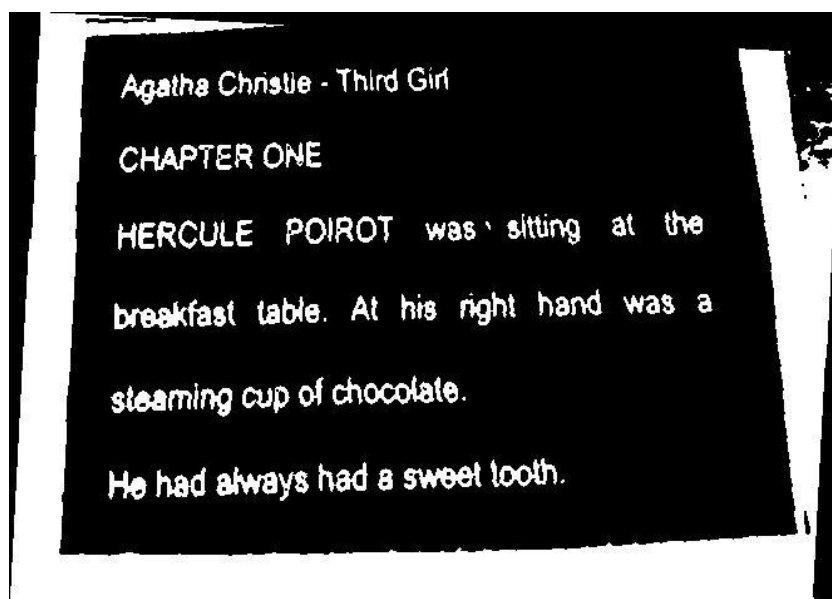 Agatha Christie - Third Girl
CHAPTER ONE
HERCULE POIROT was sitting at the
breakfast table. At his right hand was a
steaming cup of chocolate.
He had always had a sweet tooth.